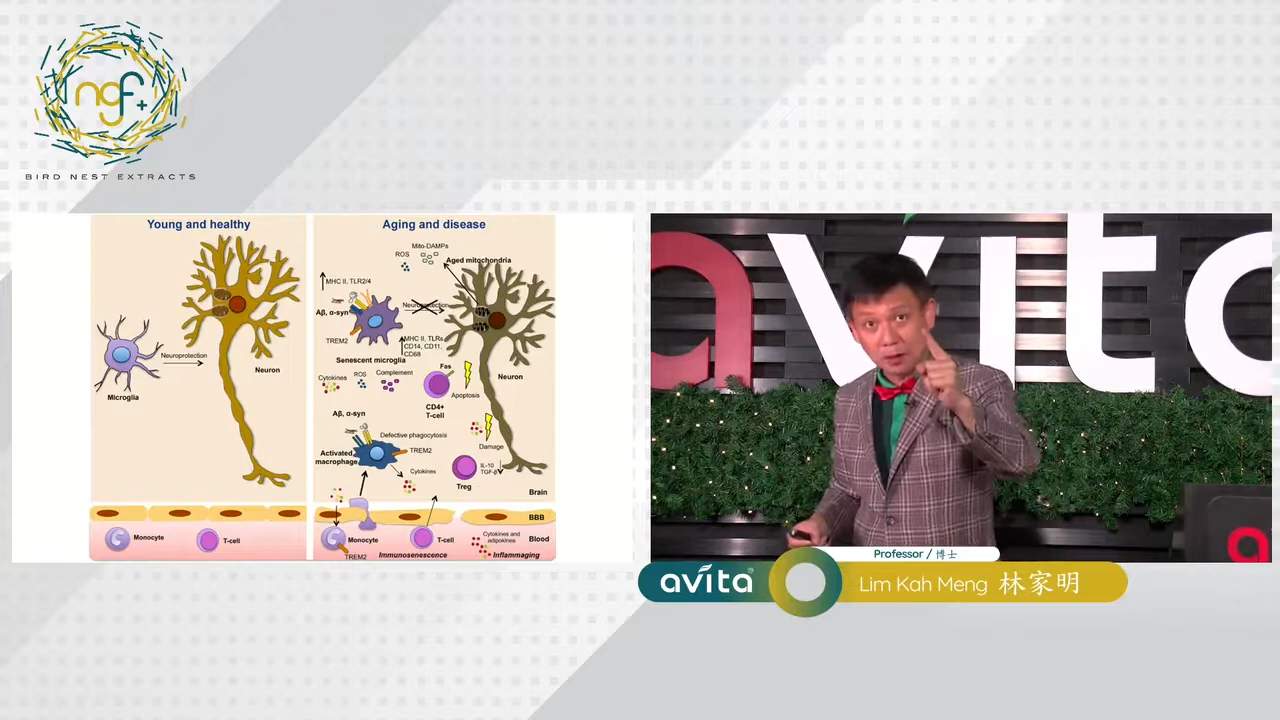 ngf+
BIRD NEST EXTRACTS
Young and healthy
Neuroprotection
Microglia
Neuron
Monocyte
T-cell
Aging and disease
Mito-DAMPs
ROS
Aged mitochondria
MHC II, TLR2/4
Neuroprotection
Aβ, α-syn
TREM2
MHC II, TLRs
CD14, CD11,
CD68
Senescent microglia
Cytokines
ROS
Complement
Fas
Neuron
Apoptosis
CD4+
T-cell
Aβ, α-syn
Defective phagocytosis
Damage
Activated
macrophage
TREM2
Cytokines
IL-10
TGF-β
Treg
Brain
BBB
Monocyte
T-cell
Cytokines and
adipokines
Blood
TREM2
Immunosenescence
Inflammaging
avita
a
Professor / 博士
avita®
Lim Kah Meng 林家明